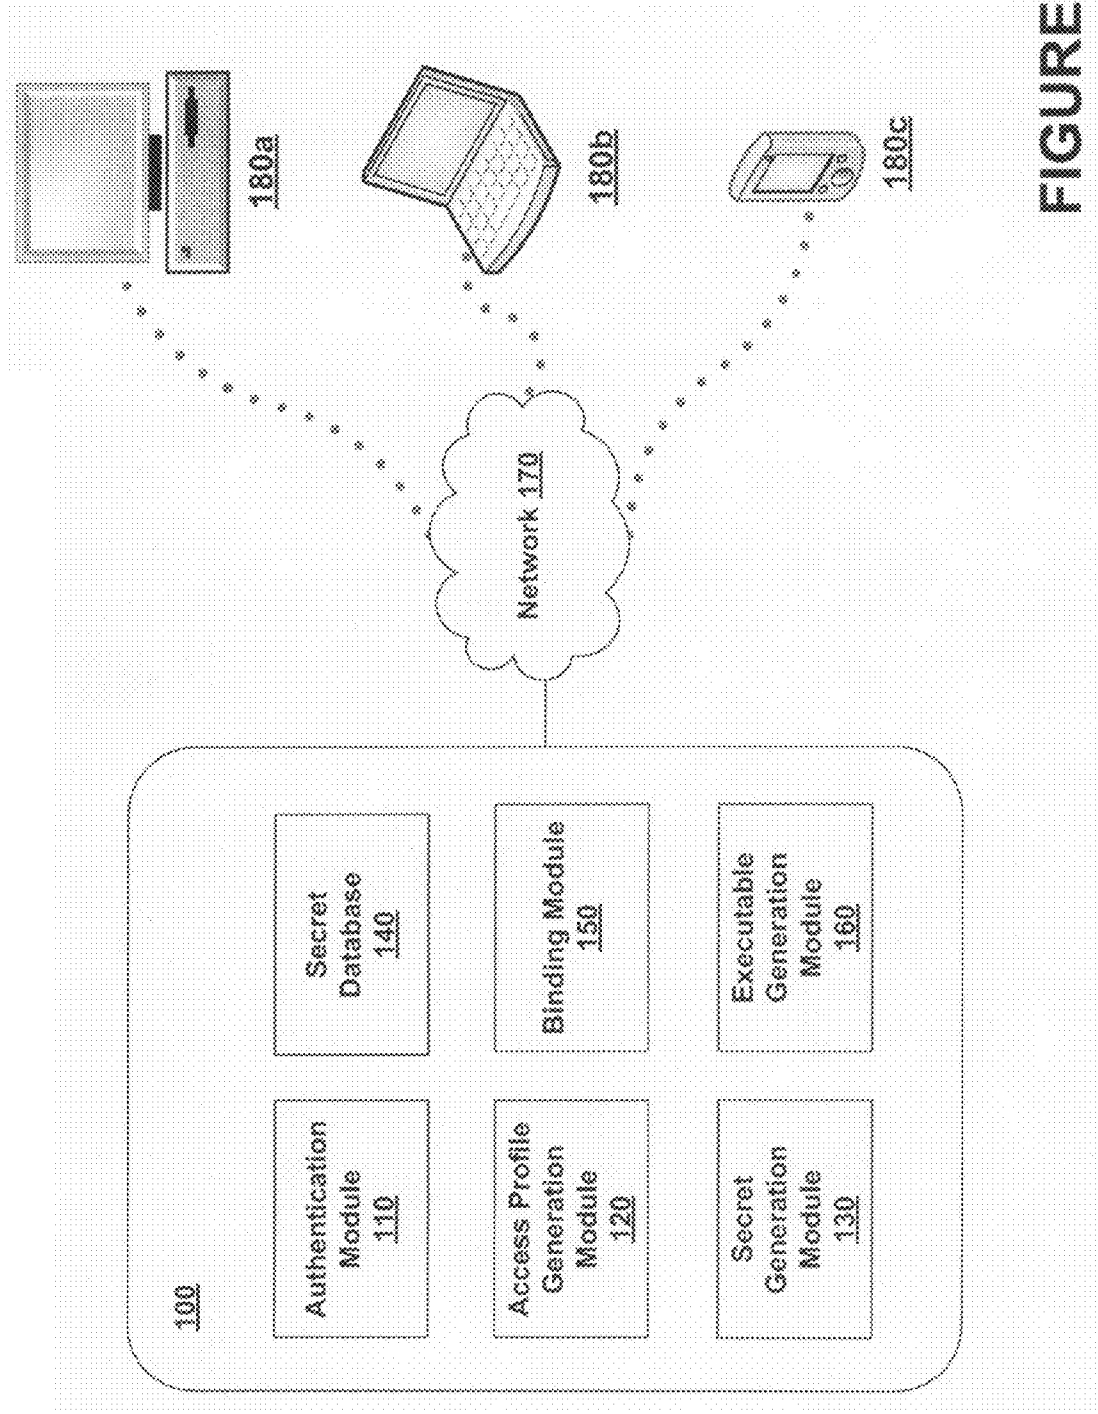 100
Authentication
Module
110
Secret
Database
140
Access Profile
Generation
Module
120
Binding Module
150
Secret
Generation
Module
130
Executable
Generation
Module
160
Network 170
180a
180b
180c
FIGURE